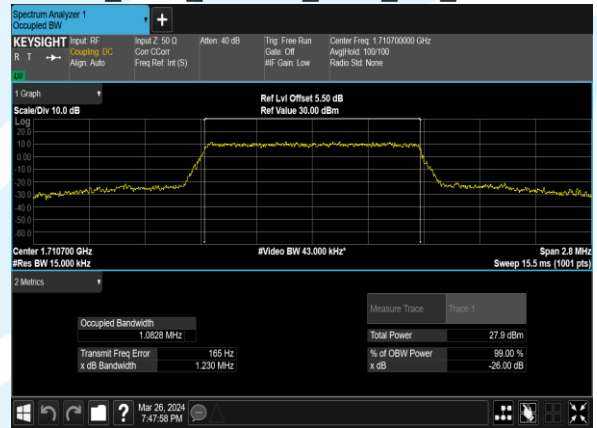 Spectrum Analyzer 1
Occupied BW
+
KEYSIGHT
R T
LV
Input: RF
Coupling: DC
Align: Auto
Input Z: 50 Ω
Corr CCorr
Freq Ref: Int (S)
Atten: 40 dB
Trig: Free Run
Gate: Off
#IF Gain: Low
Center Freq: 1.710700000 GHz
Avg|Hold: 100/100
Radio Std: None
1 Graph
Scale/Div 10.0 dB
Ref Lvl Offset 5.50 dB
Ref Value 30.00 dBm
Log
20.0
10.0
0.00
-10.0
-20.0
-30.0
-40.0
-50.0
-60.0
Center 1.710700 GHz
#Res BW 15.000 kHz
#Video BW 43.000 kHz*
Span 2.8 MHz
Sweep 15.5 ms (1001 pts)
2 Metrics
Measure Trace Trace 1
Occupied Bandwidth
1.0828 MHz
Total Power 27.9 dBm
Transmit Freq Error 165 Hz
% of OBW Power 99.00 %
x dB Bandwidth 1.230 MHz
x dB -26.00 dB
?
Mar 26, 2024
7:47:58 PM